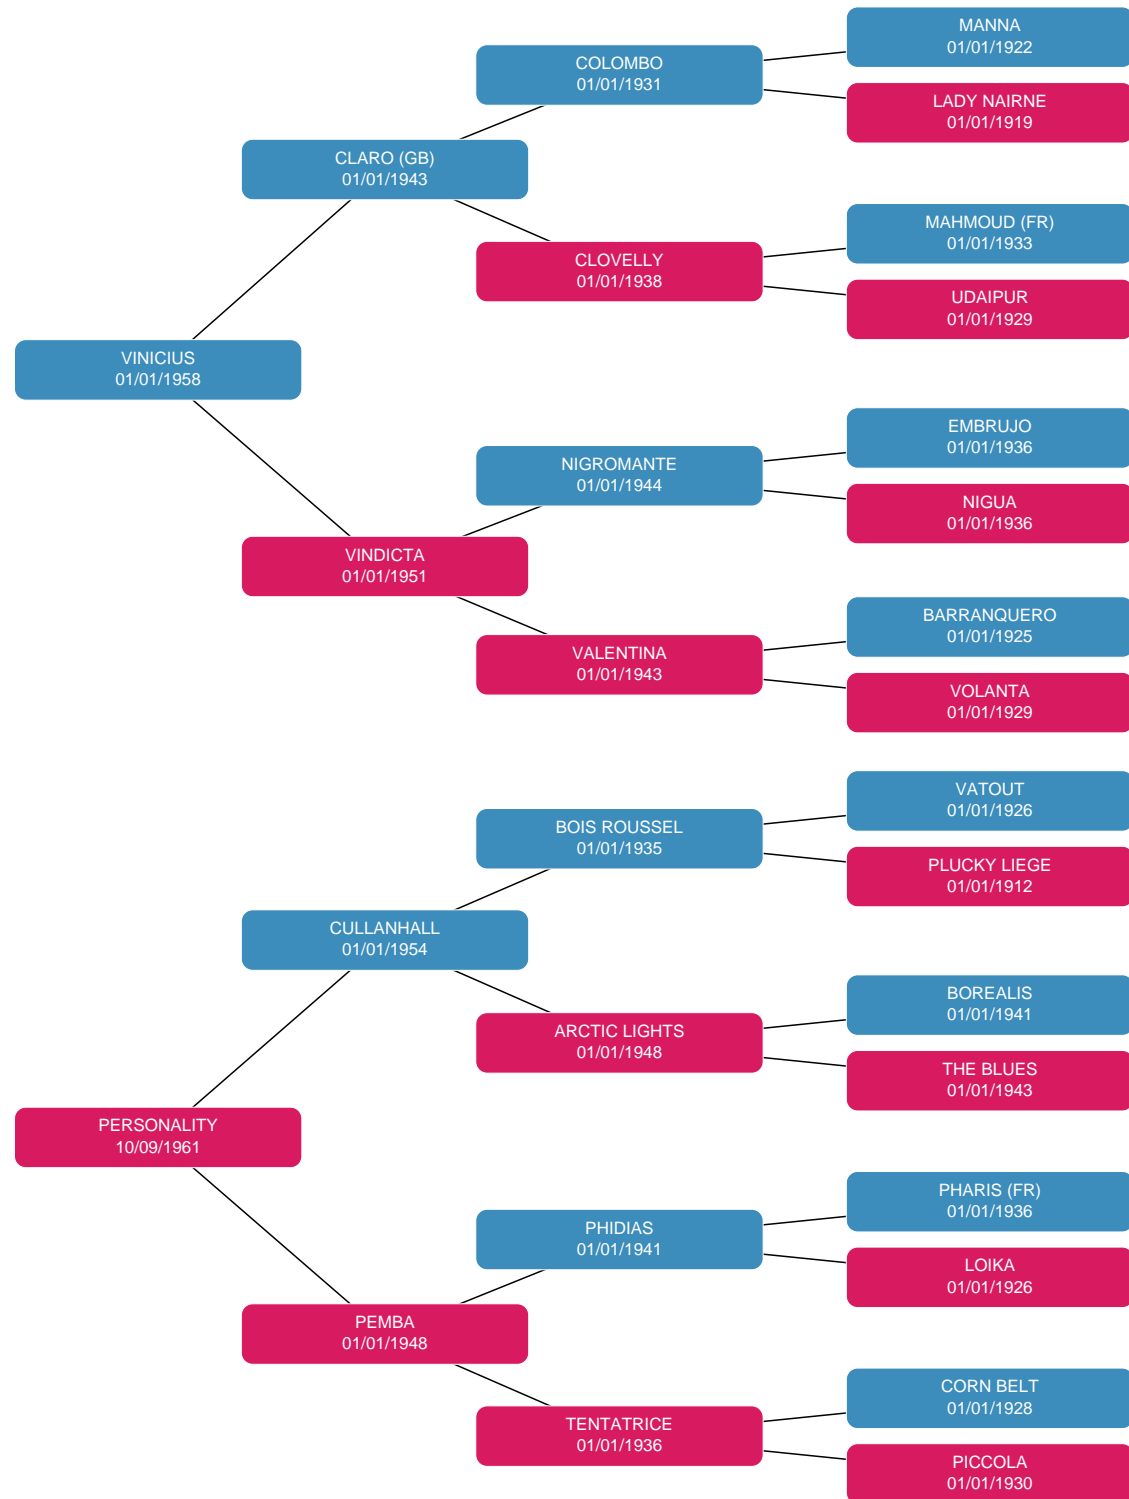 MANNA
01/01/1922
COLOMBO
01/01/1931
LADY NAIRNE
01/01/1919
CLARO (GB)
01/01/1943
MAHMOUD (FR)
01/01/1933
CLOVELLY
01/01/1938
UDAIPUR
01/01/1929
VINICIUS
01/01/1958
EMBRUJO
01/01/1936
NIGROMANTE
01/01/1944
NIGUA
01/01/1936
VINDICTA
01/01/1951
BARRANQUERO
01/01/1925
VALENTINA
01/01/1943
VOLANTA
01/01/1929
VATOUT
01/01/1926
BOIS ROUSSEL
01/01/1935
PLUCKY LIEGE
01/01/1912
CULLANHALL
01/01/1954
BOREALIS
01/01/1941
ARCTIC LIGHTS
01/01/1948
THE BLUES
01/01/1943
PERSONALITY
10/09/1961
PHARIS (FR)
01/01/1936
PHIDIAS
01/01/1941
LOIKA
01/01/1926
PEMBA
01/01/1948
CORN BELT
01/01/1928
TENTATRICE
01/01/1936
PICCOLA
01/01/1930